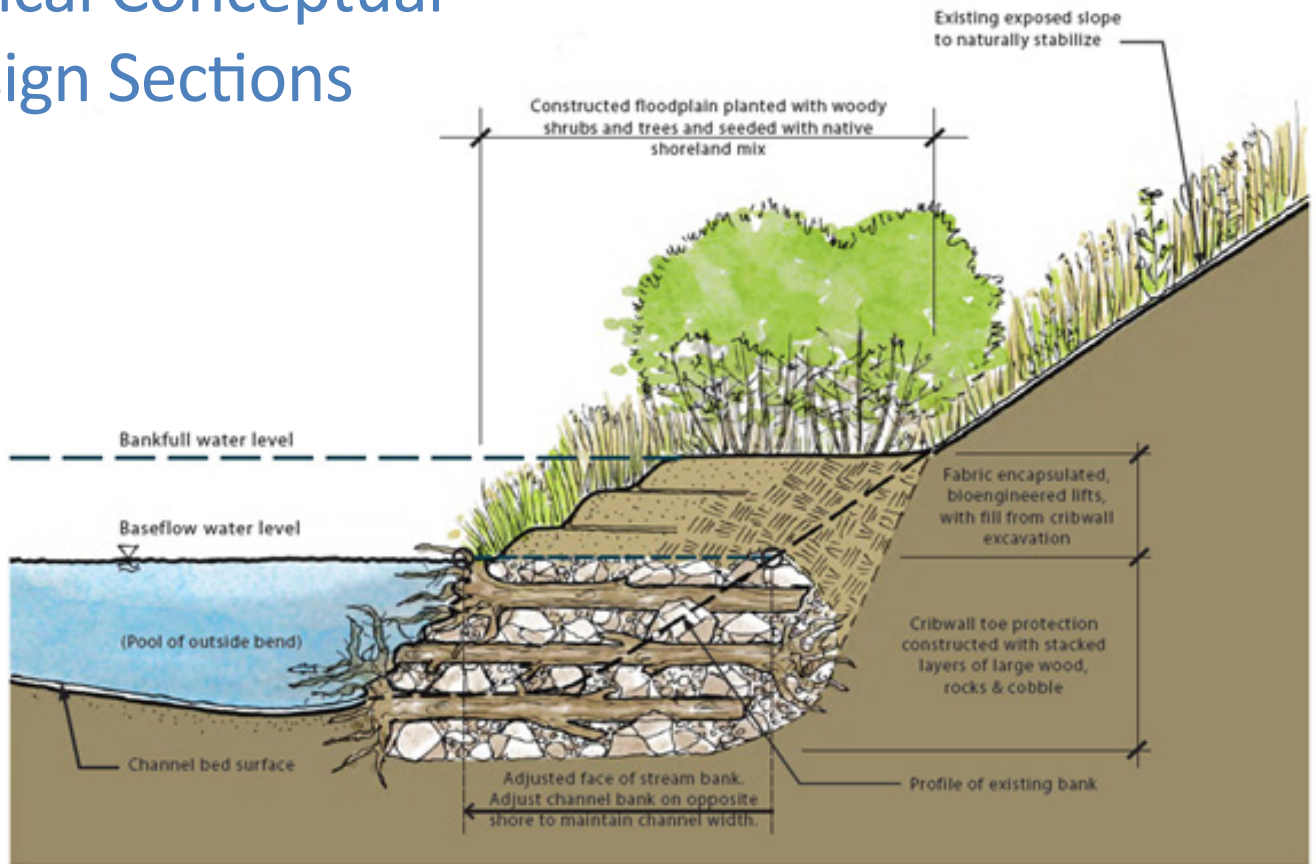 ical Conceptual
sign Sections
Existing exposed slope
to naturally stabilize
Constructed floodplain planted with woody
shrubs and trees and seeded with native
shoreland mix
Bankfull water level
Baseflow water level
(Pool of outside bend)
Channel bed surface
Fabric encapsulated,
bioengineered lifts,
with fill from cribwall
excavation
Cribwall toe protection
constructed with stacked
layers of large wood,
rocks & cobble
Profile of existing bank
Adjusted face of stream bank.
Adjust channel bank on opposite
shore to maintain channel width.